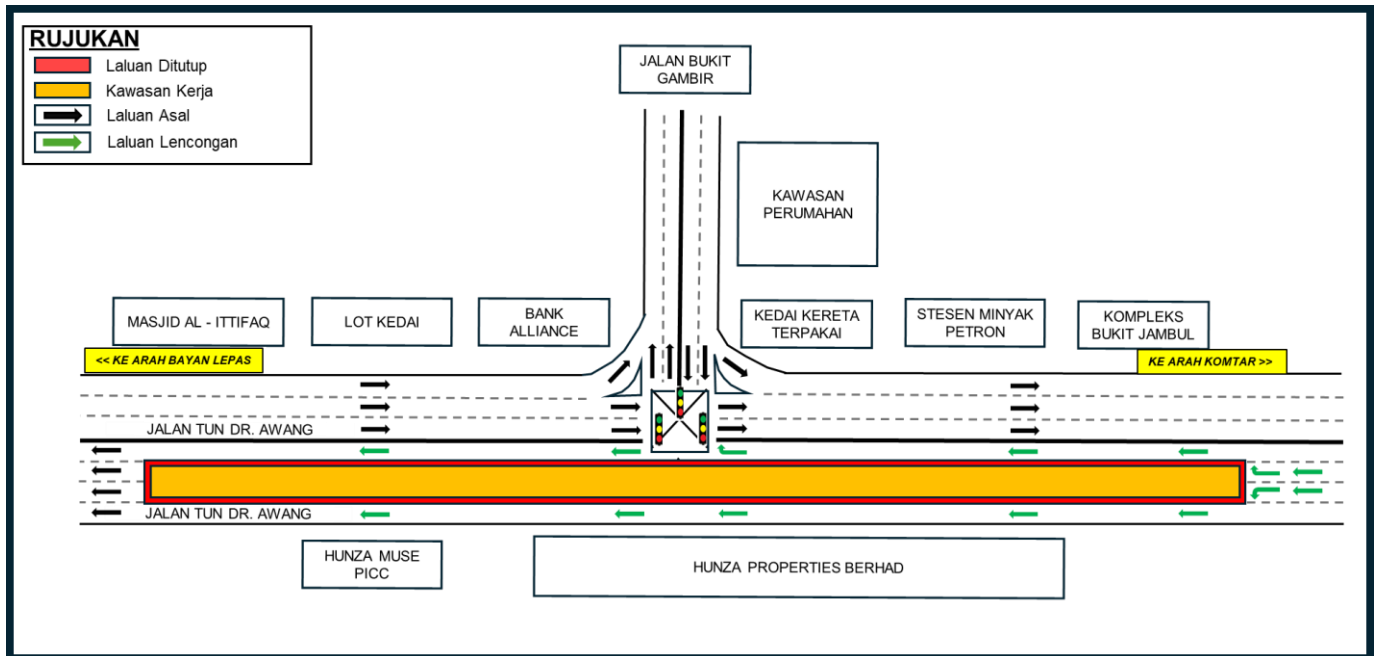 RUJUKAN
Laluan Ditutup
Kawasan Kerja
Laluan Asal
Laluan Lencongan
JALAN BUKIT
GAMBIR
KAWASAN
PERUMAHAN
MASJID AL - ITTIFAQ
LOT KEDAI
BANK
ALLIANCE
KEDAI KERETA
TERPAKAI
STESEN MINYAK
PETRON
KOMPLEKS
BUKIT JAMBUL
<< KE ARAH BAYAN LEPAS
KE ARAH KOMTAR >>
JALAN TUN DR. AWANG
JALAN TUN DR. AWANG
HUNZA MUSE
PICC
HUNZA PROPERTIES BERHAD